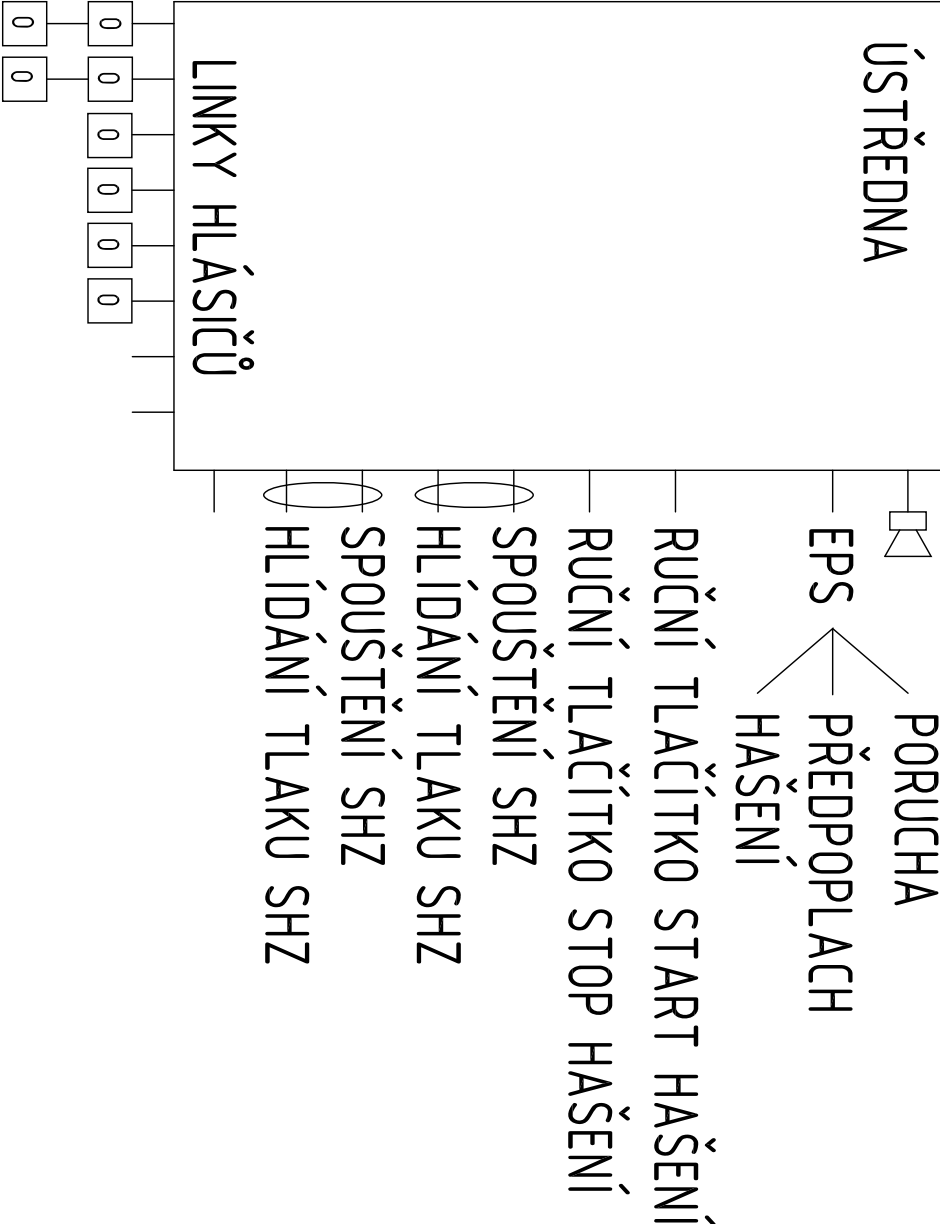 ÚSTŘEDNA
PORUCHA
EPS PŘEDPOPLACH
HAŠENÍ
RUČNÍ TLAČÍTKO START HAŠENÍ
RUČNÍ TLAČÍTKO STOP HAŠENÍ
SPOUŠTĚNÍ SHZ
HLÍDÁNÍ TLAKU SHZ
SPOUŠTĚNÍ SHZ
HLÍDÁNÍ TLAKU SHZ
LINKY HLÁSIČŮ
0 0 0 0 0 0
0 0